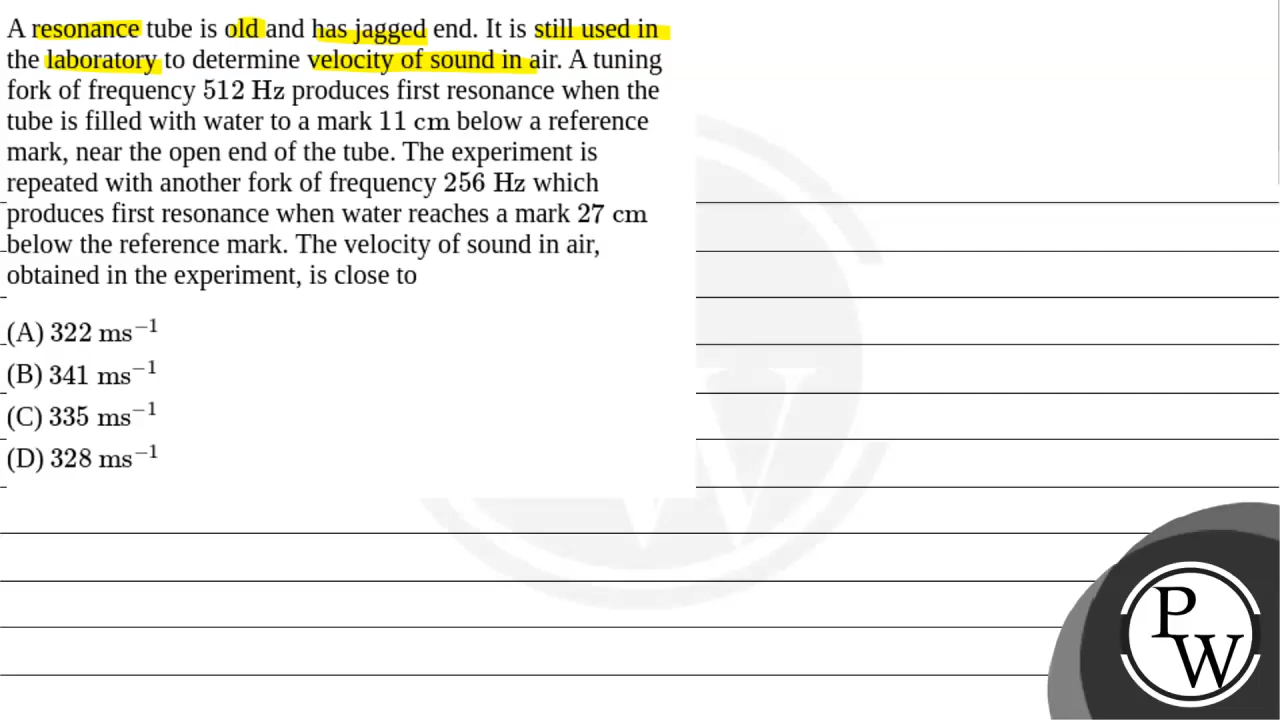 A resonance tube is old and has jagged end. It is still used in
the laboratory to determine velocity of sound in air. A tuning
fork of frequency 512 Hz produces first resonance when the
tube is filled with water to a mark 11 cm below a reference
mark, near the open end of the tube. The experiment is
repeated with another fork of frequency 256 Hz which
produces first resonance when water reaches a mark 27 cm
below the reference mark. The velocity of sound in air,
obtained in the experiment, is close to
(A) 322 ms⁻¹
(B) 341 ms⁻¹
(C) 335 ms⁻¹
(D) 328 ms⁻¹
P
W